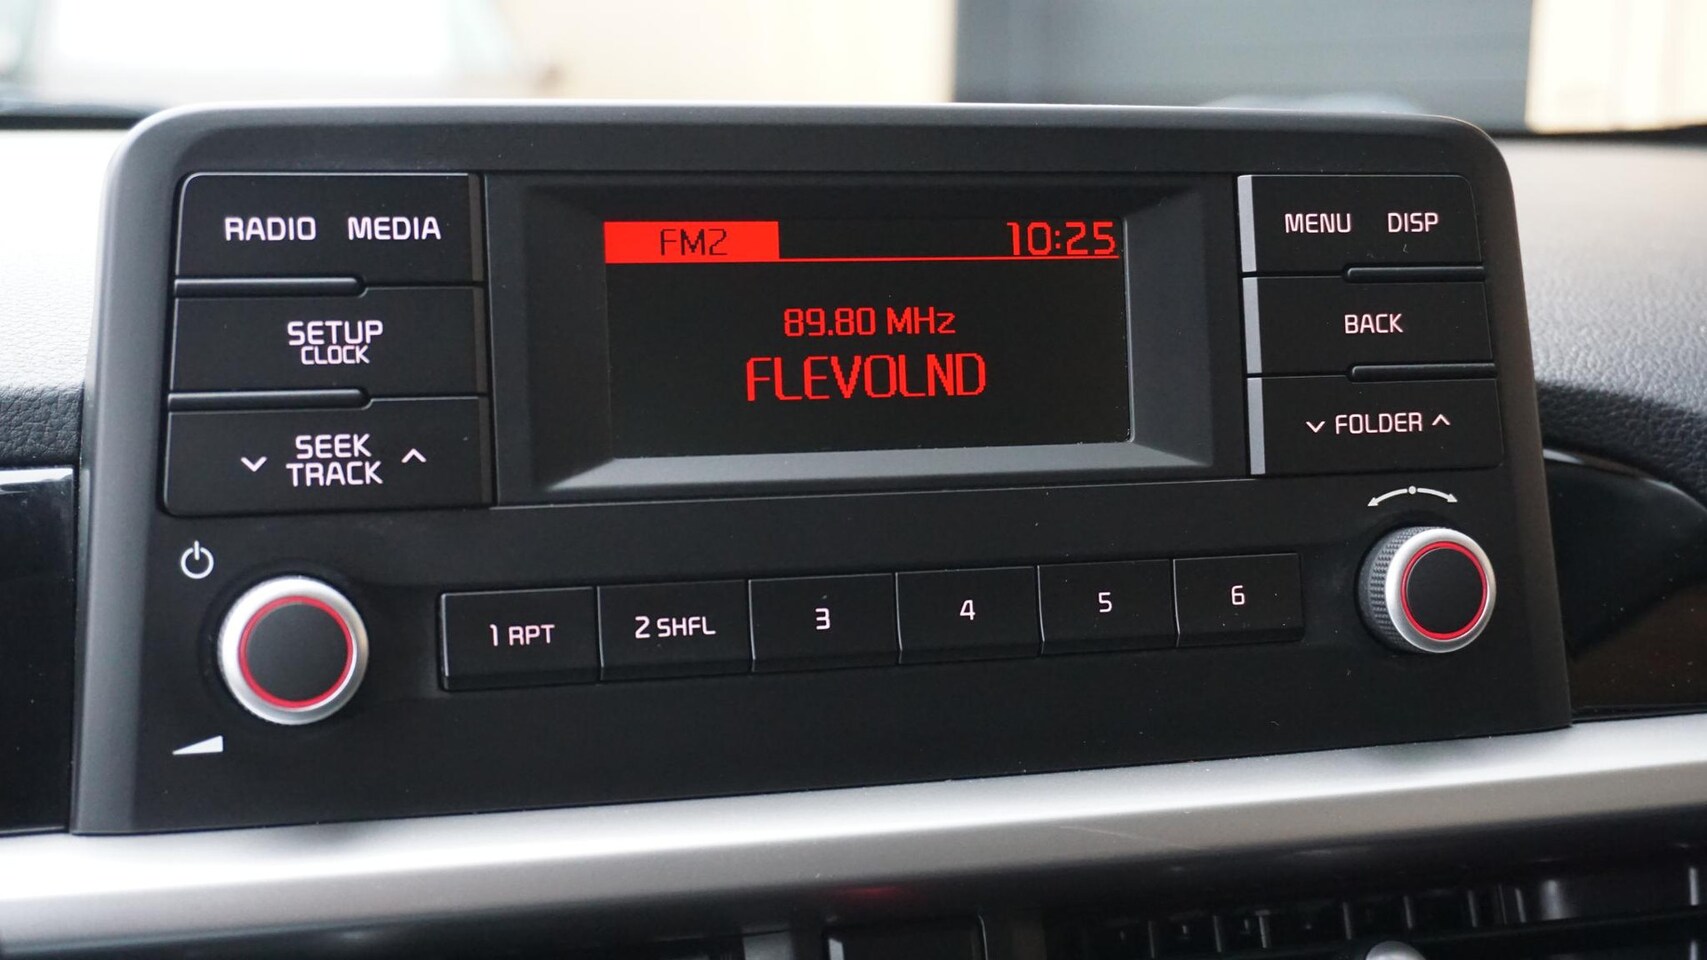 RADIO MEDIA
SETUP
CLOCK
SEEK
TRACK
FM2 10:25
89.80 MHz
FLEVOLND
MENU DISP
BACK
FOLDER
1 RPT 2 SHFL 3 4 5 6